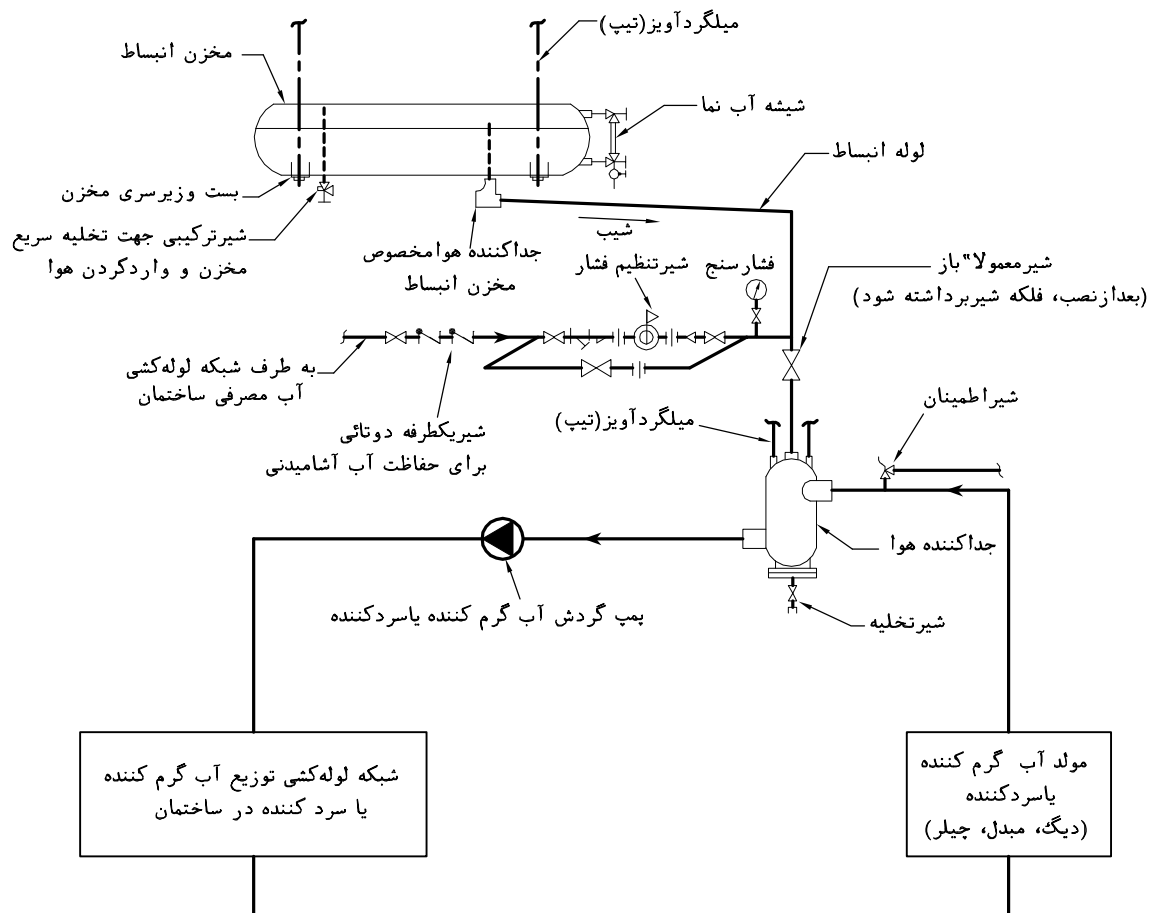 میلگردآویز(تیپ)
مخزن انبساط
شیشه آب نما
لوله انبساط
بست وزیرسری مخزن
شیب
شیرترکیبی جهت تخلیه سریع
مخزن و واردکردن هوا
جداکننده هوامخصوص
مخزن انبساط
شیرتنظیم فشار
فشارسنج
شیرمعمولا" باز
(بعدازنصب، فلکه شیربرداشته شود)
به طرف شبکه لوله‌کشی
آب مصرفی ساختمان
شیراطمینان
میلگردآویز(تیپ)
شیریکطرفه دوتائی
برای حفاظت آب آشامیدنی
جداکننده هوا
پمپ گردش آب گرم کننده یاسردکننده
شیرتخلیه
مولد آب گرم کننده
یاسردکننده
(دیگ، مبدل، چیلر)
شبکه لوله‌کشی توزیع آب گرم کننده
یا سرد کننده در ساختمان